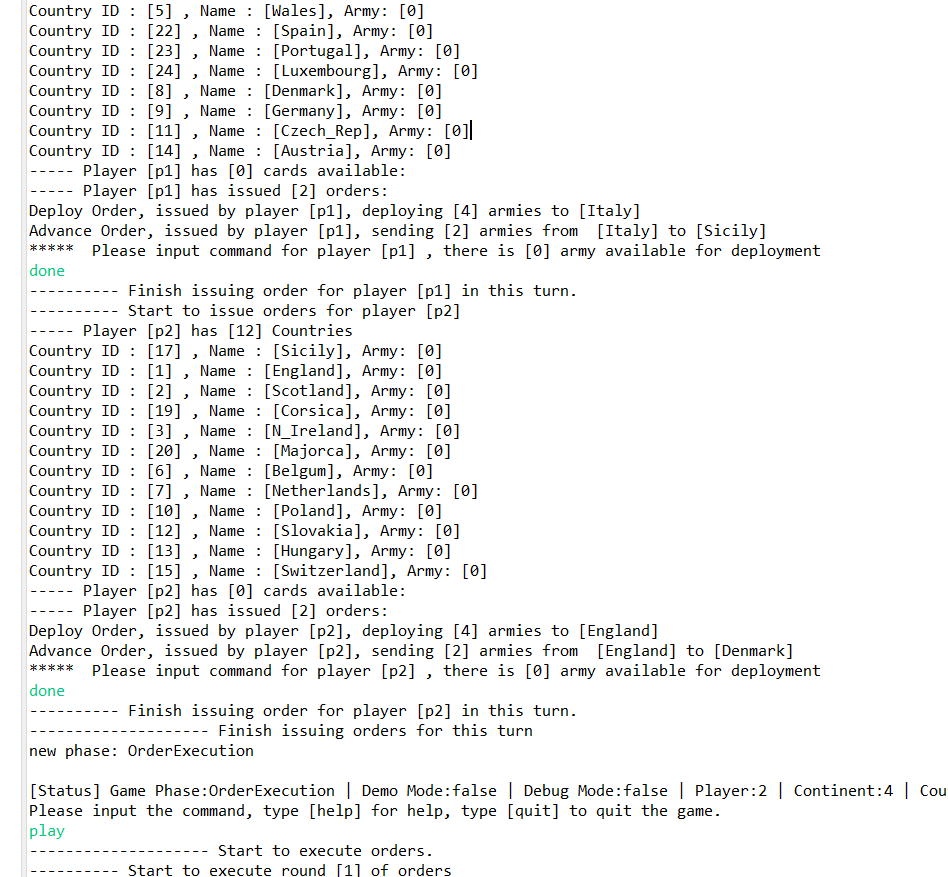 Country ID : [5] , Name : [Wales], Army: [0]
Country ID : [22] , Name : [Spain], Army: [0]
Country ID : [23] , Name : [Portugal], Army: [0]
Country ID : [24] , Name : [Luxembourg], Army: [0]
Country ID : [8] , Name : [Denmark], Army: [0]
Country ID : [9] , Name : [Germany], Army: [0]
Country ID : [11] , Name : [Czech_Rep], Army: [0]
Country ID : [14] , Name : [Austria], Army: [0]
----- Player [p1] has [0] cards available:
----- Player [p1] has issued [2] orders:
Deploy Order, issued by player [p1], deploying [4] armies to [Italy]
Advance Order, issued by player [p1], sending [2] armies from  [Italy] to [Sicily]
*****  Please input command for player [p1] , there is [0] army available for deployment
done
---------- Finish issuing order for player [p1] in this turn.
---------- Start to issue orders for player [p2]
----- Player [p2] has [12] Countries
Country ID : [17] , Name : [Sicily], Army: [0]
Country ID : [1] , Name : [England], Army: [0]
Country ID : [2] , Name : [Scotland], Army: [0]
Country ID : [19] , Name : [Corsica], Army: [0]
Country ID : [3] , Name : [N_Ireland], Army: [0]
Country ID : [20] , Name : [Majorca], Army: [0]
Country ID : [6] , Name : [Belgum], Army: [0]
Country ID : [7] , Name : [Netherlands], Army: [0]
Country ID : [10] , Name : [Poland], Army: [0]
Country ID : [12] , Name : [Slovakia], Army: [0]
Country ID : [13] , Name : [Hungary], Army: [0]
Country ID : [15] , Name : [Switzerland], Army: [0]
----- Player [p2] has [0] cards available:
----- Player [p2] has issued [2] orders:
Deploy Order, issued by player [p2], deploying [4] armies to [England]
Advance Order, issued by player [p2], sending [2] armies from  [England] to [Denmark]
*****  Please input command for player [p2] , there is [0] army available for deployment
done
---------- Finish issuing order for player [p2] in this turn.
-------------------- Finish issuing orders for this turn
new phase: OrderExecution
[Status] Game Phase:OrderExecution | Demo Mode:false | Debug Mode:false | Player:2 | Continent:4 | Cou
Please input the command, type [help] for help, type [quit] to quit the game.
play
-------------------- Start to execute orders.
---------- Start to execute round [1] of orders